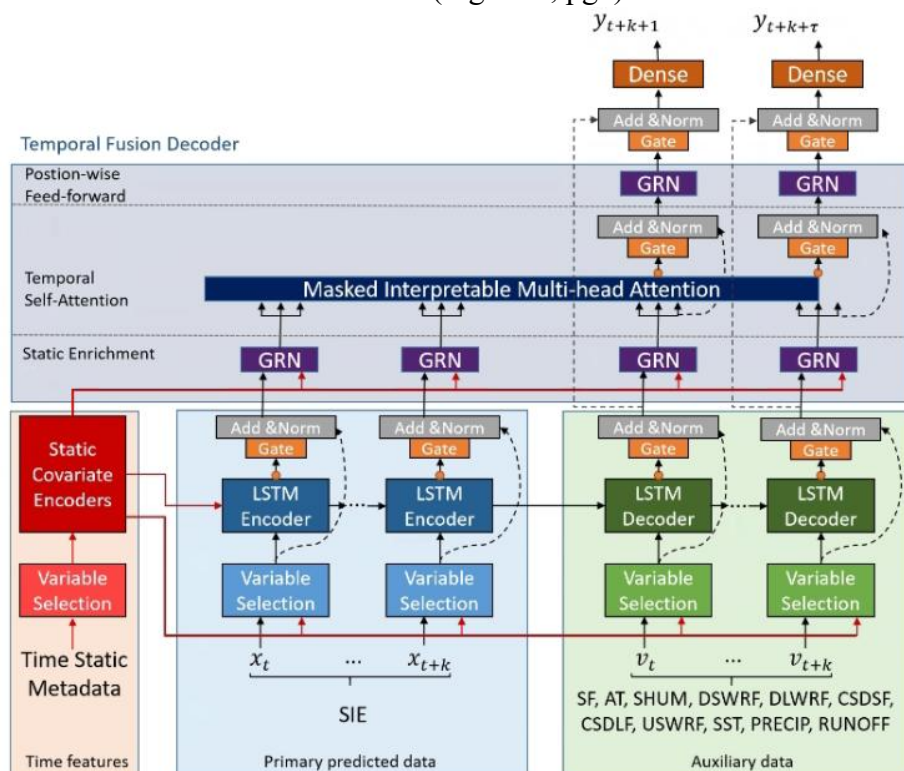 y_{t+k+1} y_{t+k+τ}
Dense Dense
Add &Norm Add &Norm
Gate Gate
Temporal Fusion Decoder
Postion-wise
Feed-forward
GRN GRN
Add &Norm Add &Norm
Gate Gate
Temporal
Self-Attention
Masked Interpretable Multi-head Attention
Static Enrichment
GRN GRN GRN GRN
Static
Covariate
Encoders
Add &Norm Add &Norm Add &Norm Add &Norm
Gate Gate Gate Gate
LSTM
Encoder
...
LSTM
Encoder
LSTM
Decoder
...
LSTM
Decoder
Variable
Selection
Variable
Selection
Variable
Selection
Variable
Selection
Variable
Selection
Time Static
Metadata
x_t ... x_{t+k}
v_t ... v_{t+k}
SIE
SF, AT, SHUM, DSWRF, DLWRF, CSDSF,
CSDLF, USWRF, SST, PRECIP, RUNOFF
Time features
Primary predicted data
Auxiliary data